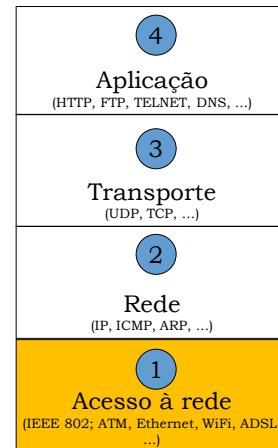 4
Aplicação
(HTTP, FTP, TELNET, DNS, ...)
3
Transporte
(UDP, TCP, ...)
2
Rede
(IP, ICMP, ARP, ...)
1
Acesso à rede
(IEEE 802; ATM, Ethernet, WiFi, ADSL
...)